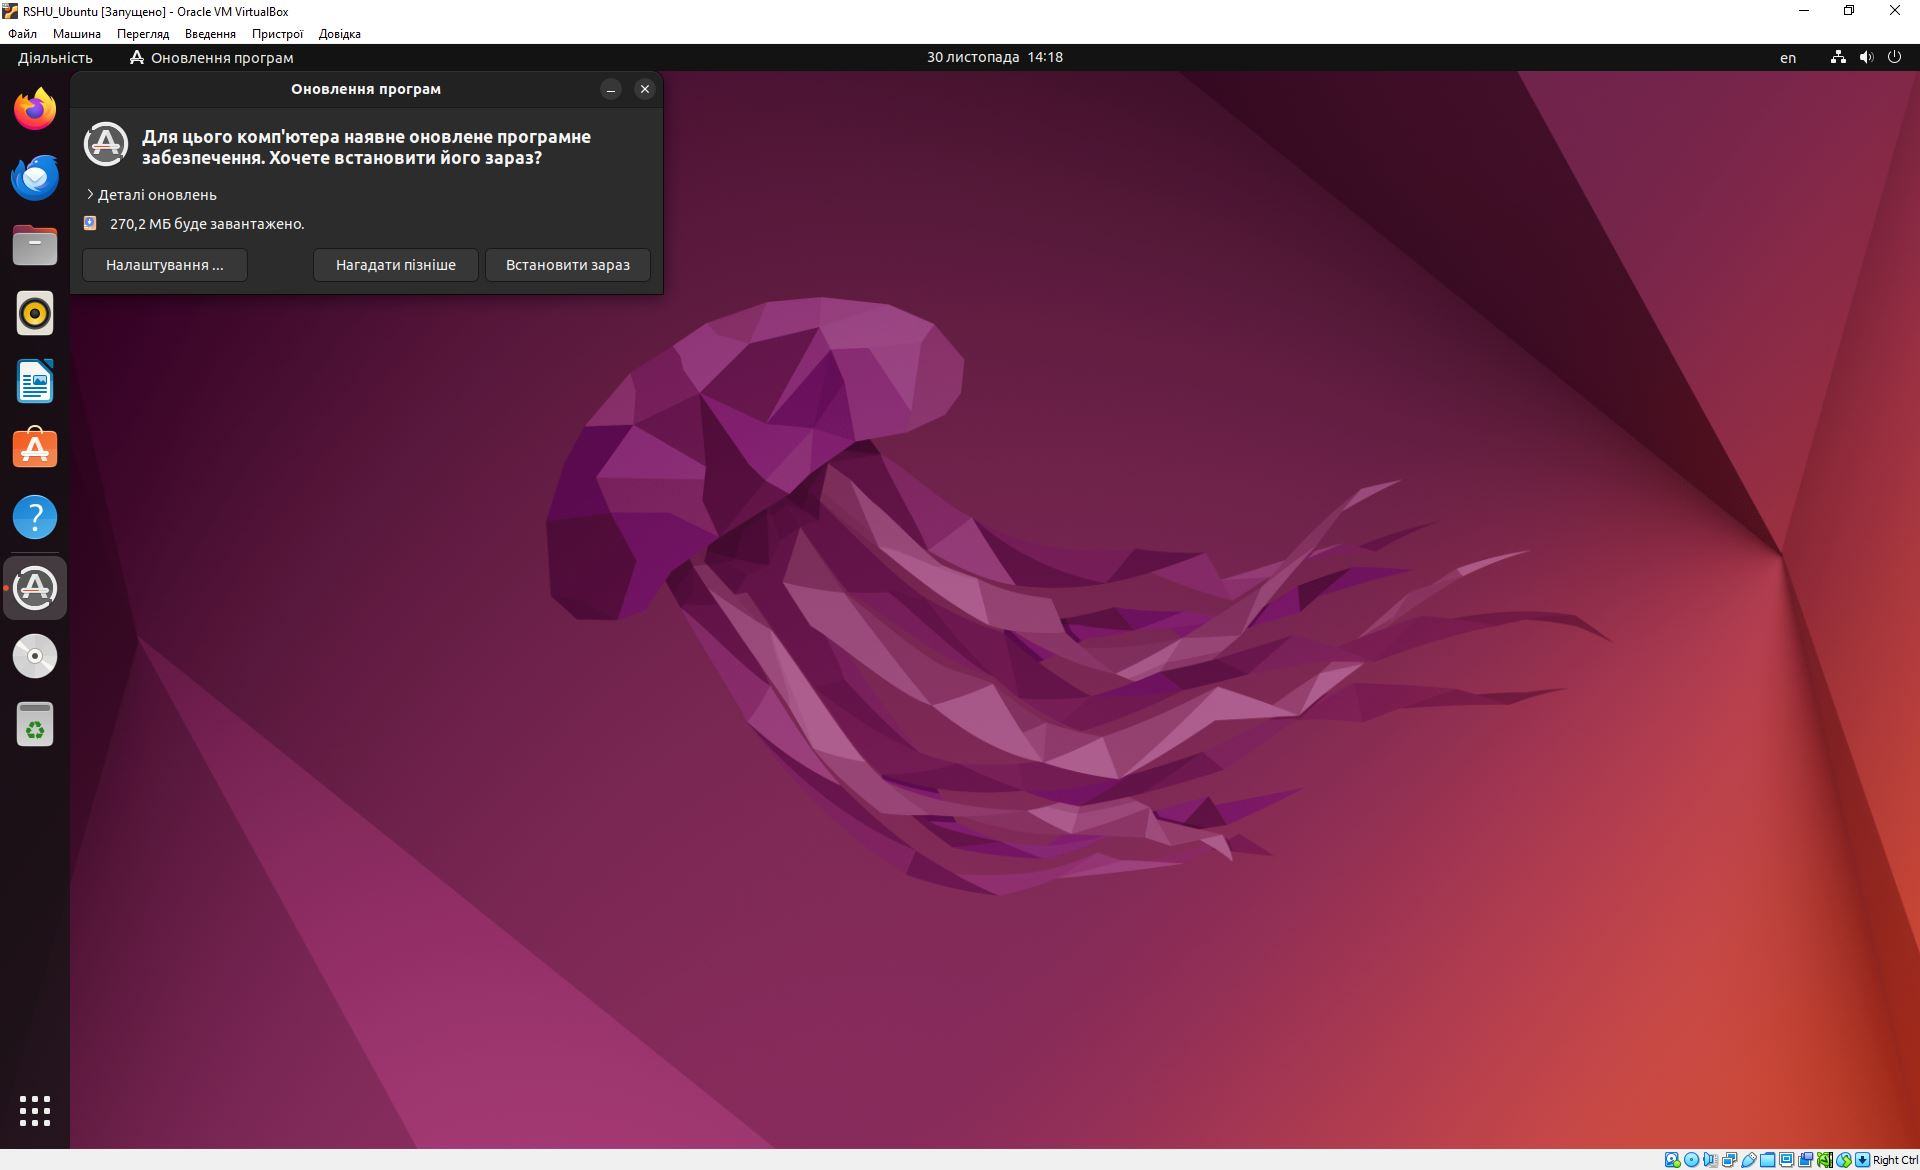 RSHU_Ubuntu [Запущено] - Oracle VM VirtualBox
Файл Машина Перегляд Введення Пристрої Довідка
Діяльність Оновлення програм 30 листопада 14:18 en
Оновлення програм
Для цього комп'ютера наявне оновлене програмне
забезпечення. Хочете встановити його зараз?
Деталі оновлень
270,2 МБ буде завантажено.
Налаштування ... Нагадати пізніше Встановити зараз
Right Ctrl